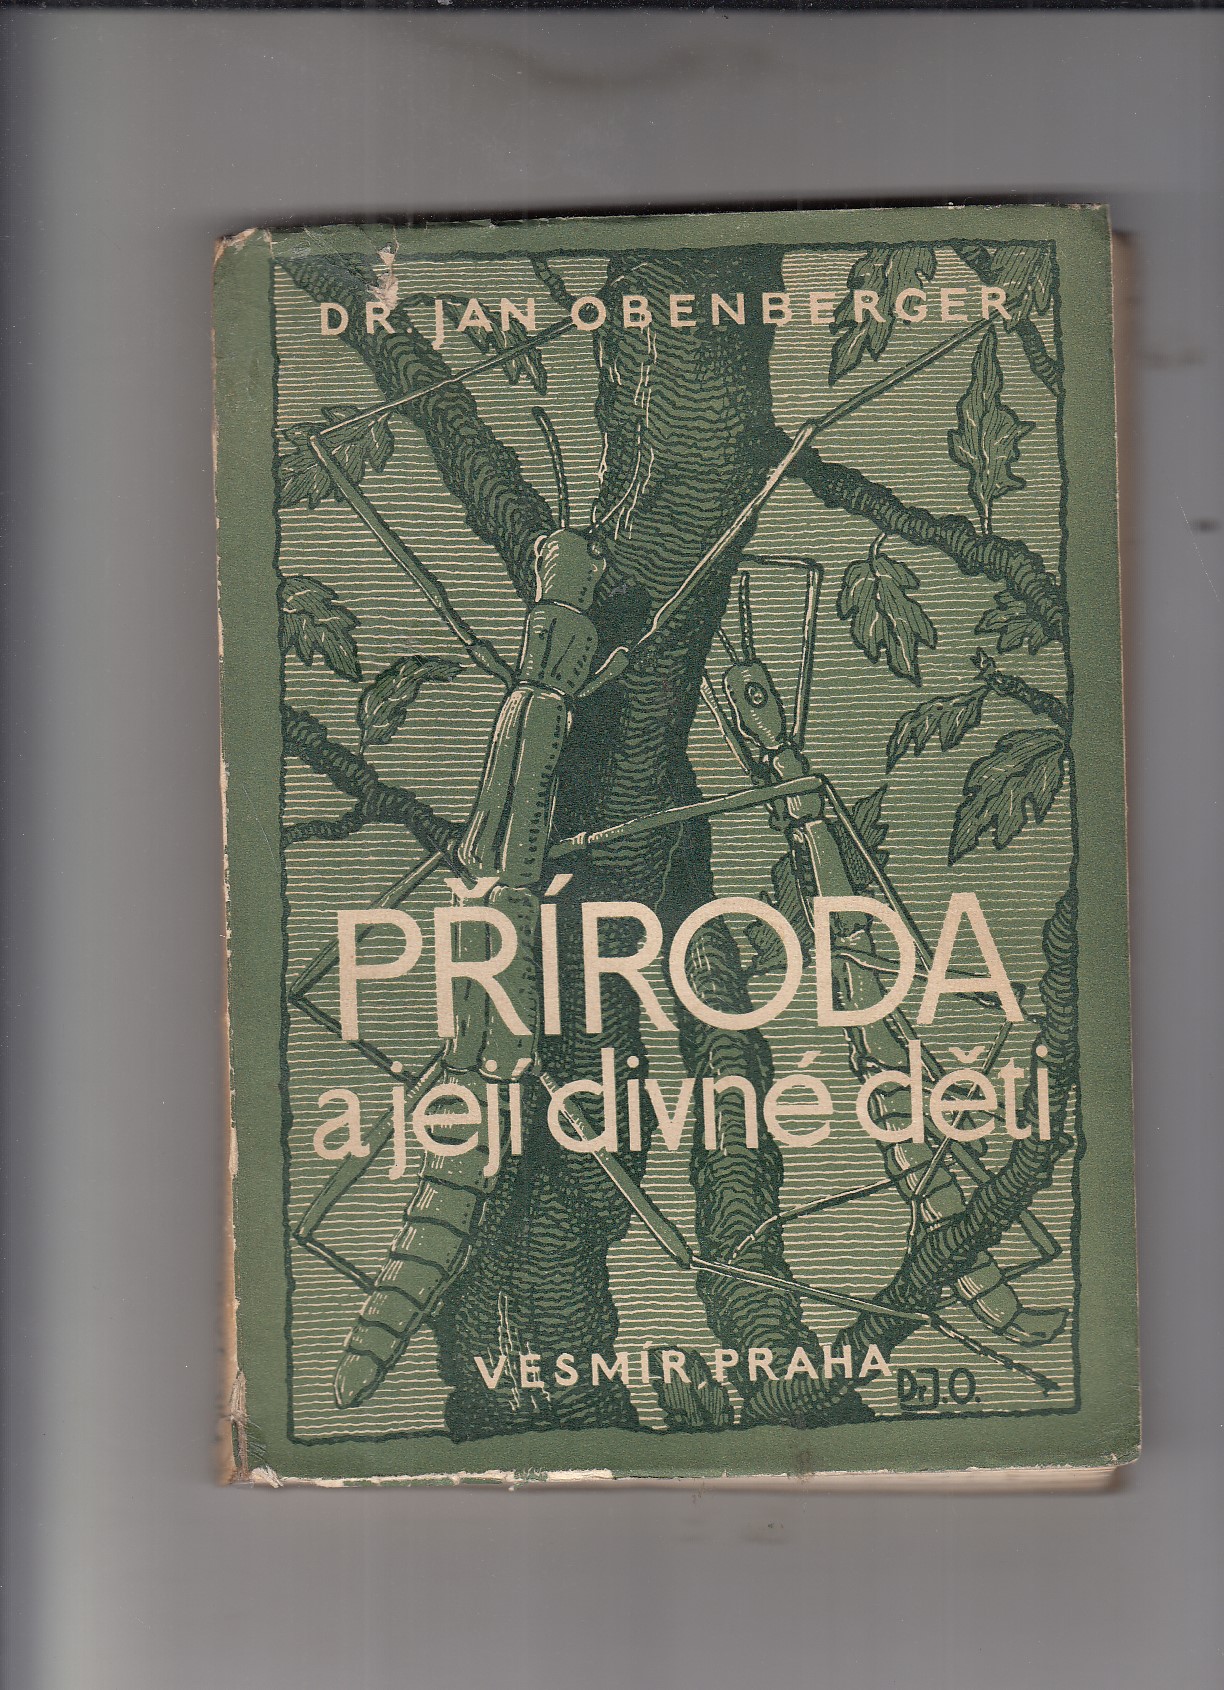 DR. JAN OBENBERGER
PŘÍRODA
a její divné děti
VESMÍR, PRAHA
Dr.J.O.